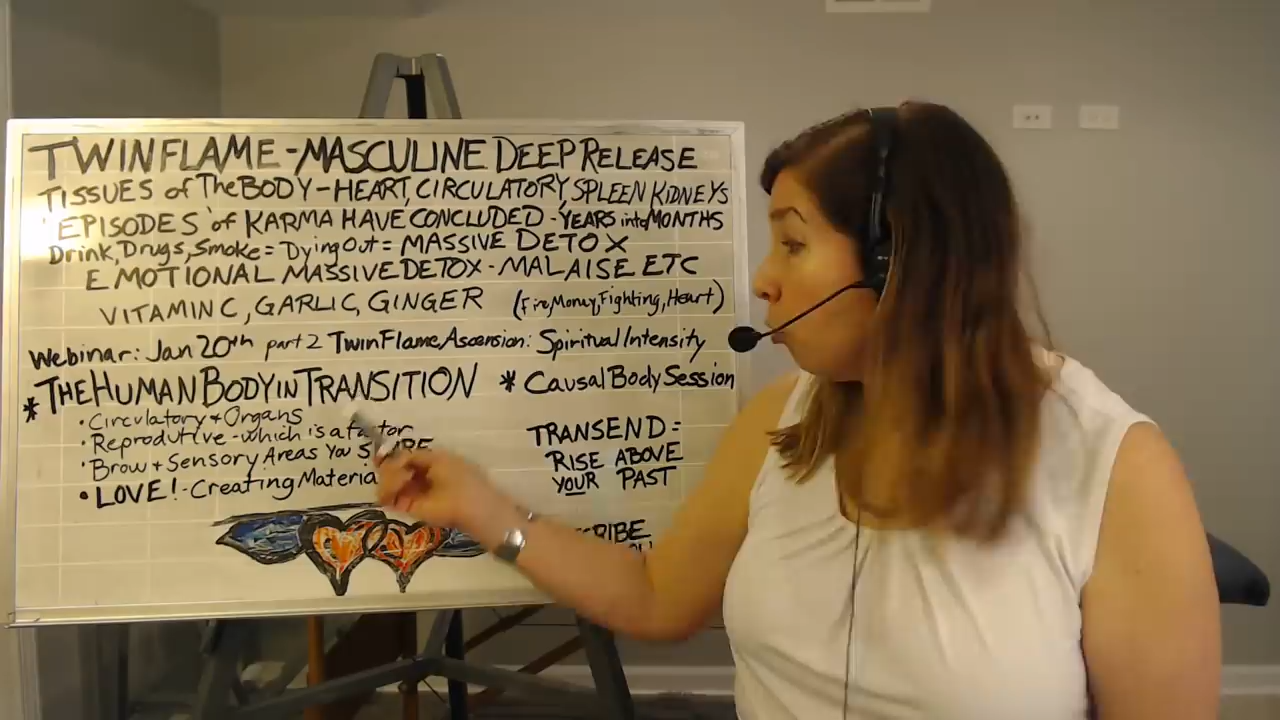 TWINFLAME-MASCULINE DEEP RELEASE
TISSUES of The BODY-HEART, CIRCULATORY, SPLEEN KIDNEYS
EPISODES of KARMA HAVE CONCLUDED-YEARS into MONTHS
Drink, Drugs, Smoke = Dying Out = MASSIVE DETOX
EMOTIONAL MASSIVE DETOX-MALAISE ETC
VITAMIN C, GARLIC, GINGER (Fire, Money, Fighting, Heart)
Webinar: Jan 20th part 2 TwinFlame Ascension: Spiritual Intensity
* THE HUMAN BODY IN TRANSITION
* CAUSAL BODY SESSION
• Circulatory + Organs
• Reprodutive-which is a factor
• Brow + Sensory Areas You
• LOVE!-Creating Materia
TRANSEND =
RISE ABOVE
YOUR PAST